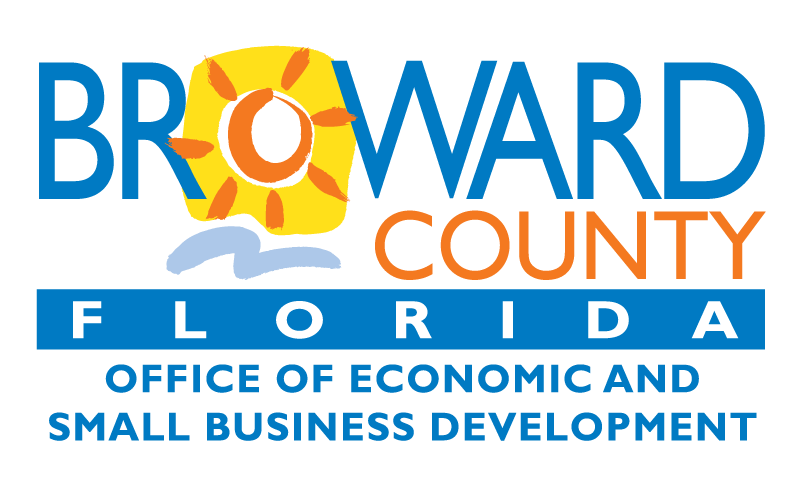 BROWARD
COUNTY
FLORIDA
OFFICE OF ECONOMIC AND
SMALL BUSINESS DEVELOPMENT